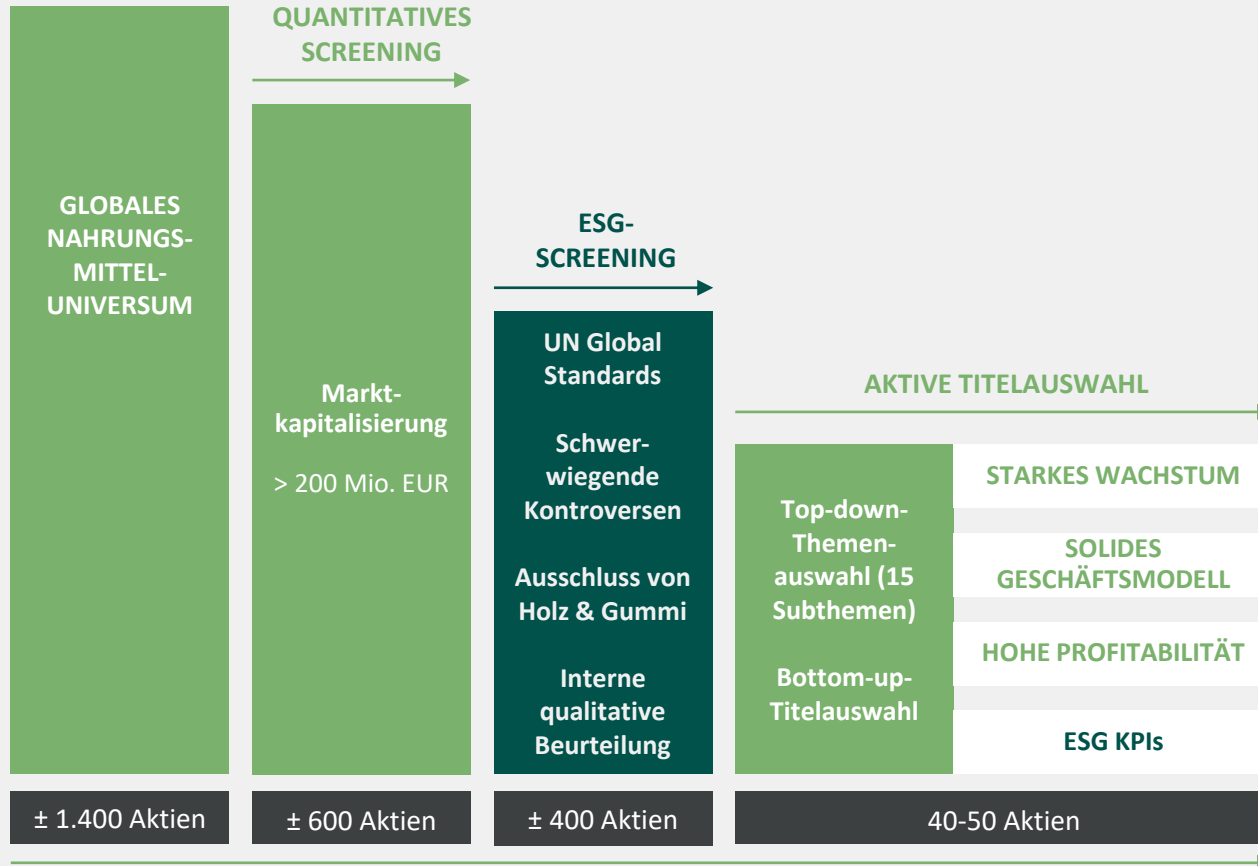 GLOBALES
NAHRUNGS-
MITTEL-
UNIVERSUM
± 1.400 Aktien
QUANTITATIVES
SCREENING
Markt-
kapitalisierung
> 200 Mio. EUR
± 600 Aktien
ESG-
SCREENING
UN Global
Standards
Schwer-
wiegende
Kontroversen
Ausschluss von
Holz & Gummi
Interne
qualitative
Beurteilung
± 400 Aktien
AKTIVE TITELAUSWAHL
Top-down-
Themen-
auswahl (15
Subthemen)
Bottom-up-
Titelauswahl
STARKES WACHSTUM
SOLIDES
GESCHÄFTSMODELL
HOHE PROFITABILITÄT
ESG KPIs
40-50 Aktien